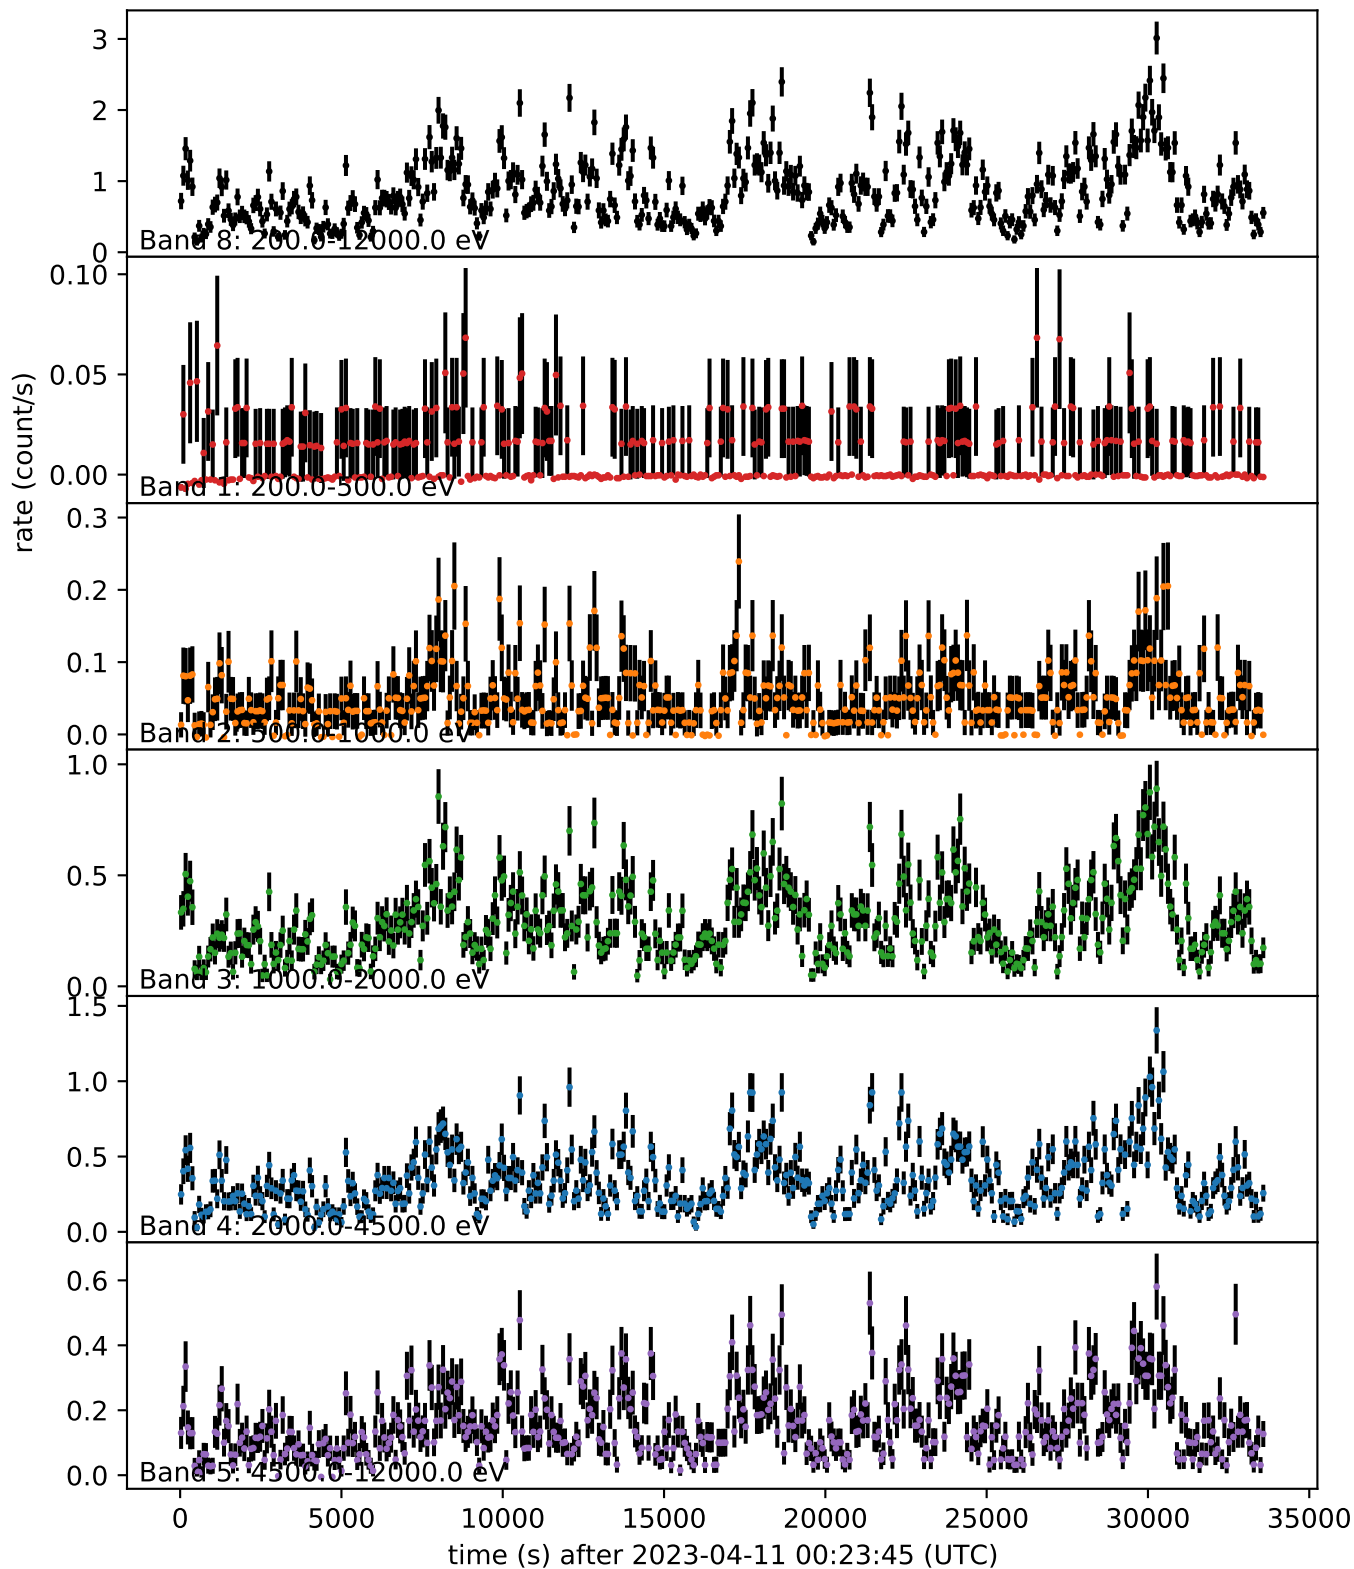 3
2
1
0
Band 8: 200.0-12000.0 eV
0.10
0.05
0.00
Band 1: 200.0-500.0 eV
rate (count/s)
0.3
0.2
0.1
0.0
Band 2: 500.0-1000.0 eV
1.0
0.5
0.0
Band 3: 1000.0-2000.0 eV
1.5
1.0
0.5
0.0
Band 4: 2000.0-4500.0 eV
0.6
0.4
0.2
0.0
Band 5: 4500.0-12000.0 eV
0 5000 10000 15000 20000 25000 30000 35000
time (s) after 2023-04-11 00:23:45 (UTC)